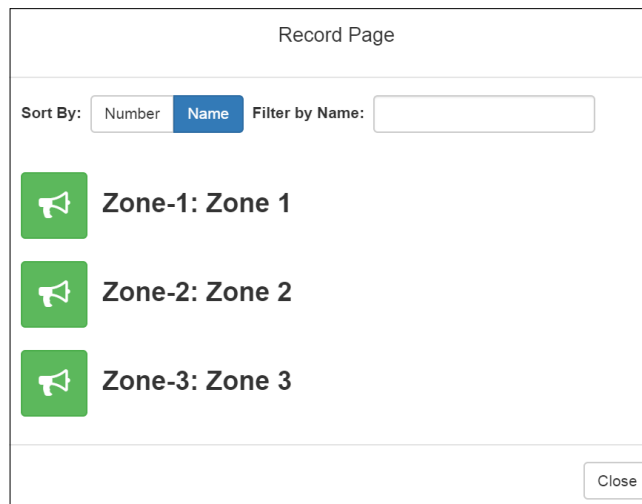 Record Page
Sort By: Number Name Filter by Name:
Zone-1: Zone 1
Zone-2: Zone 2
Zone-3: Zone 3
Close